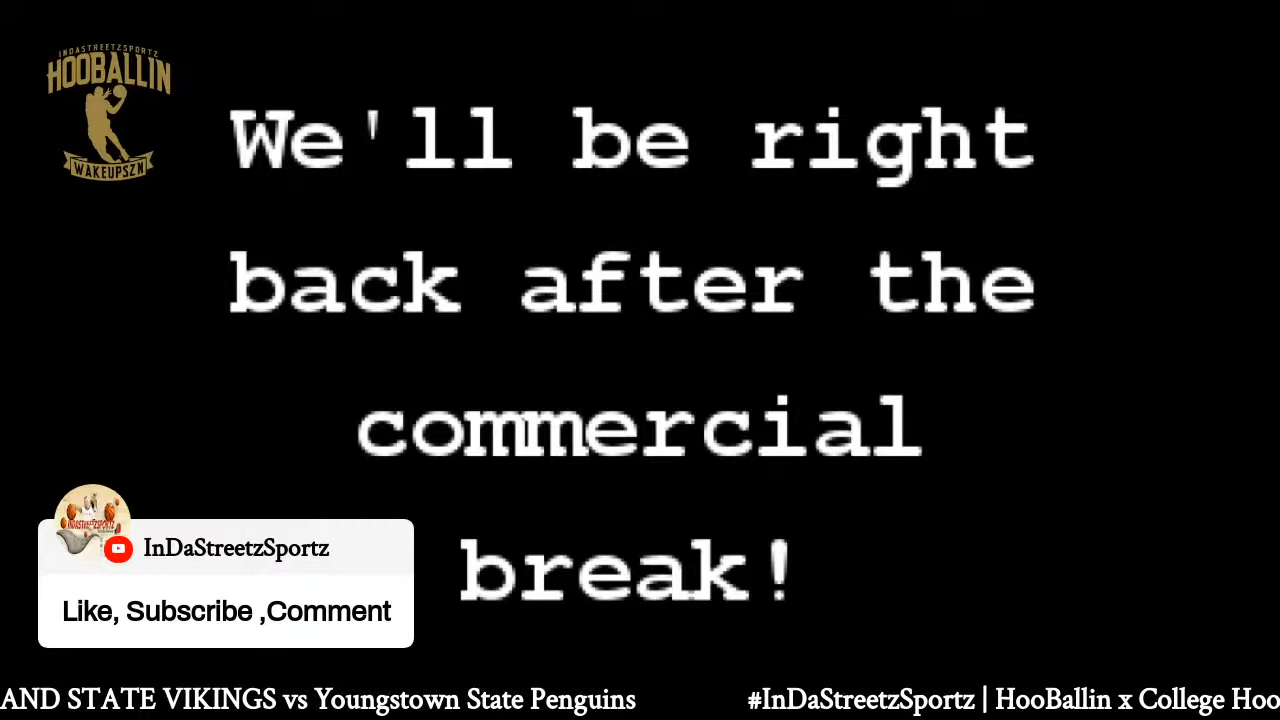 INDASTREETZSPORTZ
HOOBALLIN
WAKEUPSZN
We'll be right
back after the
commercial
break!
INDASTREETZSPORTZ
InDaStreetzSportz
Like, Subscribe ,Comment
AND STATE VIKINGS vs Youngstown State Penguins #InDaStreetzSportz | HooBallin x College Hoo